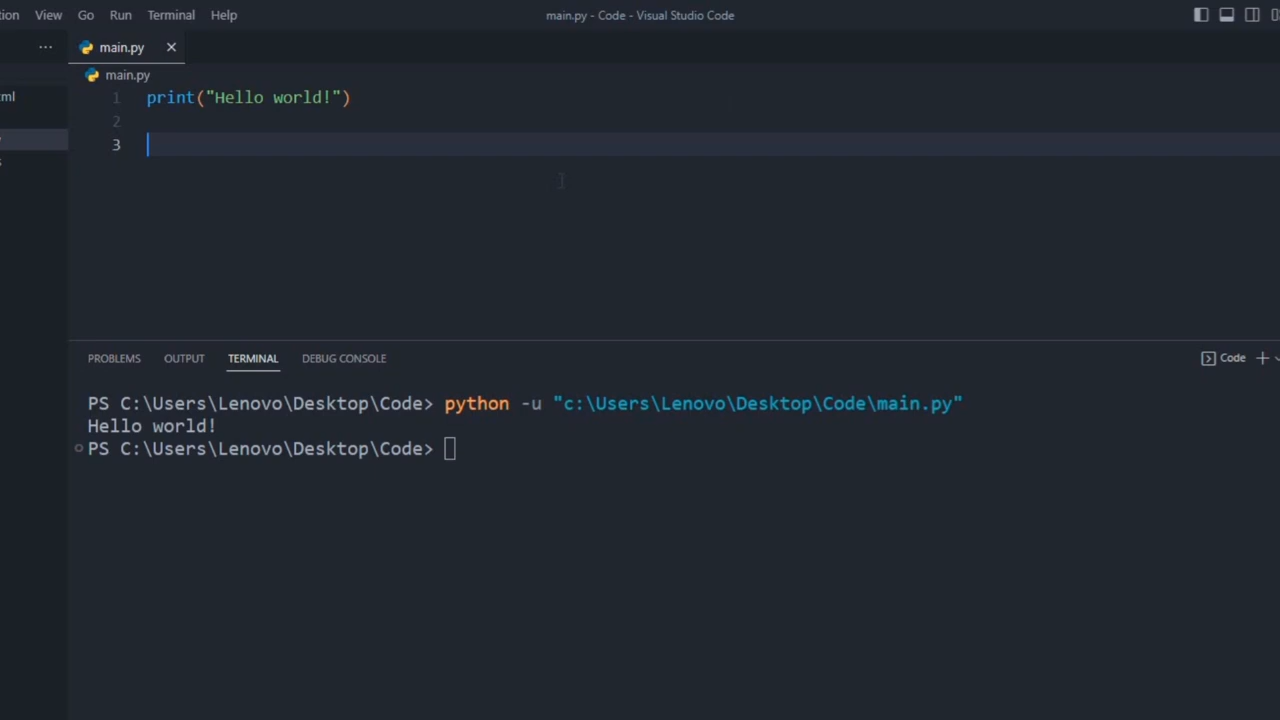 tion View Go Run Terminal Help main.py - Code - Visual Studio Code
main.py
main.py
tml
1 print("Hello world!")
2
3
PROBLEMS OUTPUT TERMINAL DEBUG CONSOLE Code
PS C:\Users\Lenovo\Desktop\Code> python -u "c:\Users\Lenovo\Desktop\Code\main.py"
Hello world!
PS C:\Users\Lenovo\Desktop\Code>